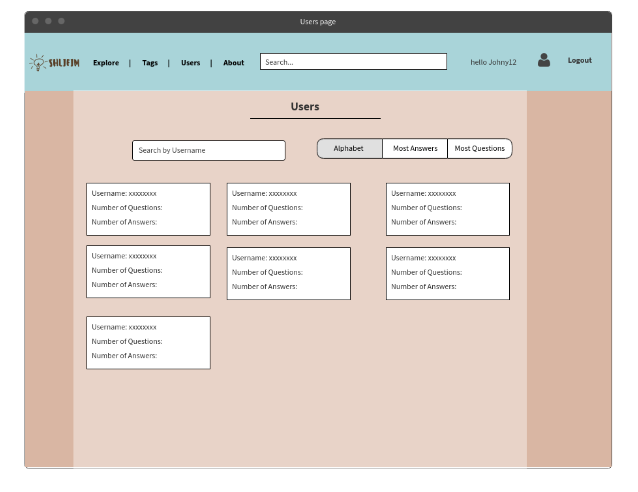 Users page
SHLJFJM Explore | Tags | Users | About Search... hello Johny12 Logout
Users
Search by Username Alphabet Most Answers Most Questions
Username: xxxxxxxx
Number of Questions:
Number of Answers:
Username: xxxxxxxx
Number of Questions:
Number of Answers:
Username: xxxxxxxx
Number of Questions:
Number of Answers:
Username: xxxxxxxx
Number of Questions:
Number of Answers:
Username: xxxxxxxx
Number of Questions:
Number of Answers:
Username: xxxxxxxx
Number of Questions:
Number of Answers:
Username: xxxxxxxx
Number of Questions:
Number of Answers: